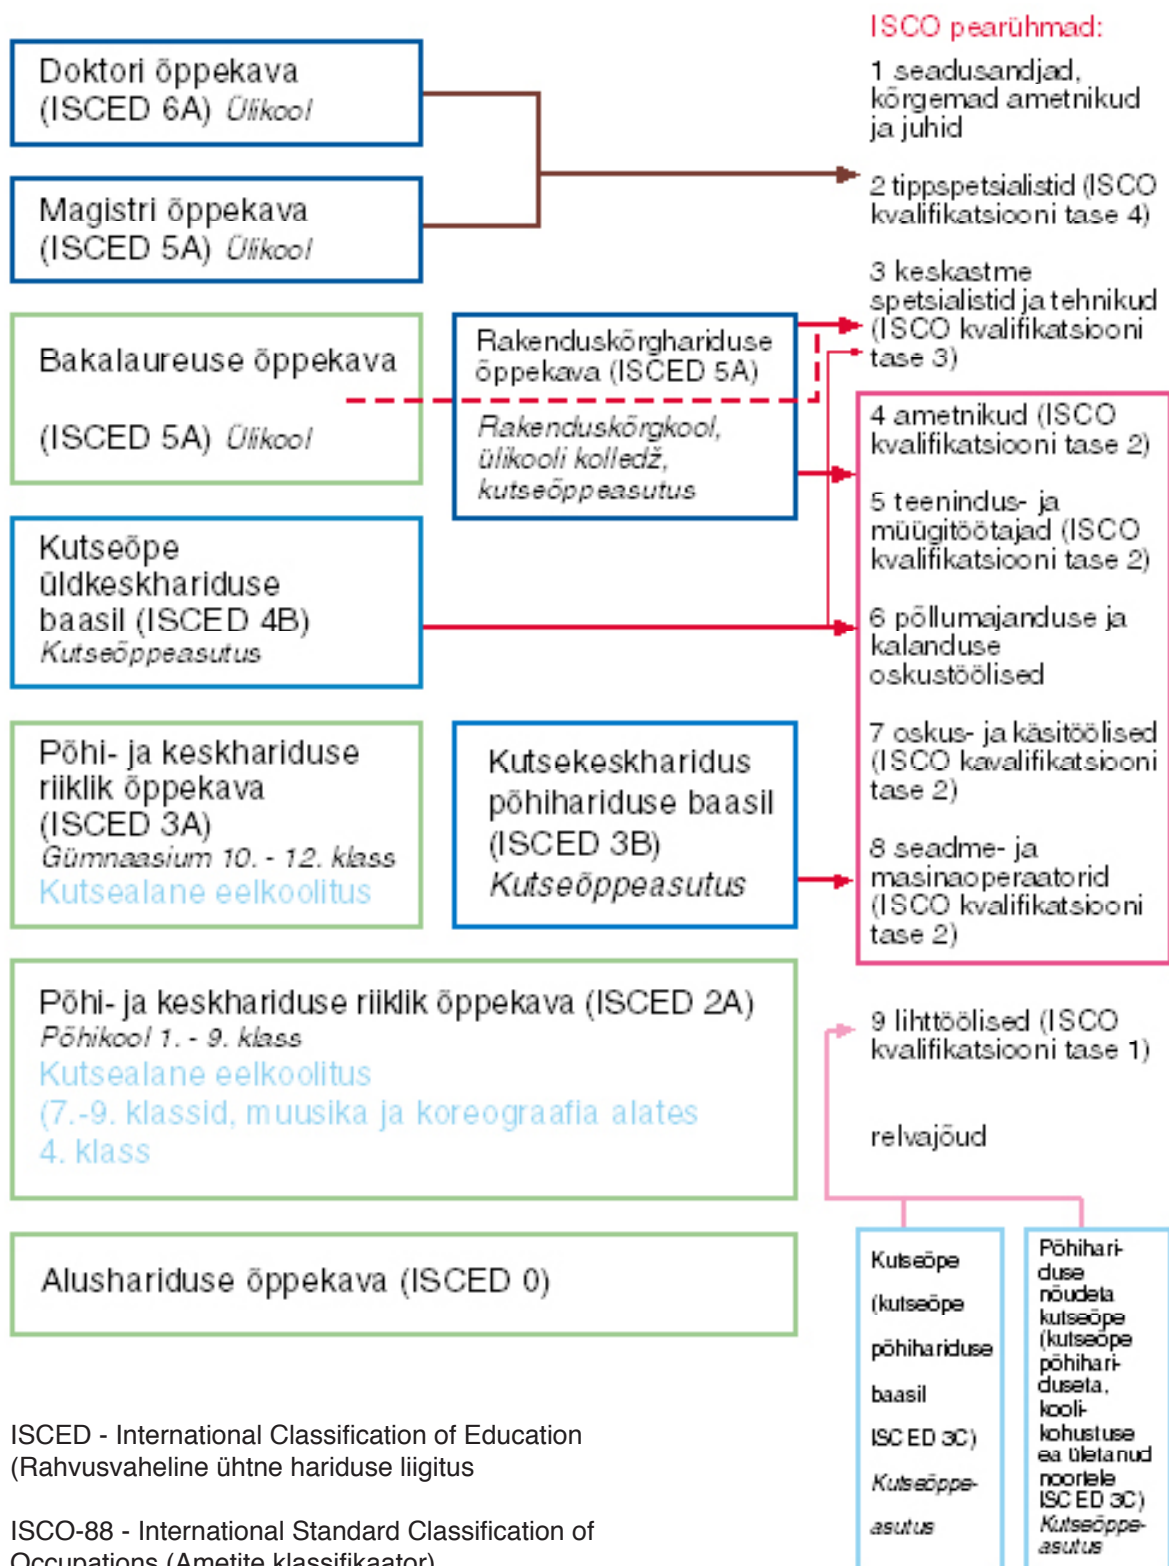 Doktori õppekava
(ISCED 6A) Ülikool
Magistri õppekava
(ISCED 5A) Ülikool
Bakalaureuse õppekava
(ISCED 5A) Ülikool
Rakenduskõrghariduse
õppekava (ISCED 5A)
Rakenduskõrgkool,
ülikooli kolledž,
kutseõppeasutus
Kutseõpe
üldkeskhariduse
baasil (ISCED 4B)
Kutseõppeasutus
Põhi- ja keskhariduse
riiklik õppekava
(ISCED 3A)
Gümnaasium 10. - 12. klass
Kutsealane eelkoolitus
Kutsekeskharidus
põhihariduse baasil
(ISCED 3B)
Kutseõppeasutus
Põhi- ja keskhariduse riiklik õppekava (ISCED 2A)
Põhikool 1. - 9. klass
Kutsealane eelkoolitus
(7.-9. klassid, muusika ja koreograafia alates
4. klass
Alushariduse õppekava (ISCED 0)
ISCO pearühmad:
1 seadusandjad,
kõrgemad ametnikud
ja juhid
2 tippspetsialistid (ISCO
kvalifikatsiooni tase 4)
3 keskastme
spetsialistid ja tehnikud
(ISCO kvalifikatsiooni
tase 3)
4 ametnikud (ISCO
kvalifikatsiooni tase 2)
5 teenindus- ja
müügitöötajad (ISCO
kvalifikatsiooni tase 2)
6 põllumajanduse ja
kalanduse
oskustöölised
7 oskus- ja käsitöölised
(ISCO kavalifikatsiooni
tase 2)
8 seadme- ja
masinaoperaatorid
(ISCO kvalifikatsiooni
tase 2)
9 lihttöölised (ISCO
kvalifikatsiooni tase 1)
relvajõud
Kutseõpe
(kutseõpe
põhihariduse
baasil
ISCED 3C)
Kutseõppe-
asutus
Põhihari-
duse
nõudeta
kutseõpe
(kutseõpe
põhihari-
duseta,
kooli-
kohustuse
ea ületanud
noortele
ISCED 3C)
Kutseõppe-
asutus
ISCED - International Classification of Education
(Rahvusvaheline ühtne hariduse liigitus
ISCO-88 - International Standard Classification of
Occupations (Ametite klassifikaator)